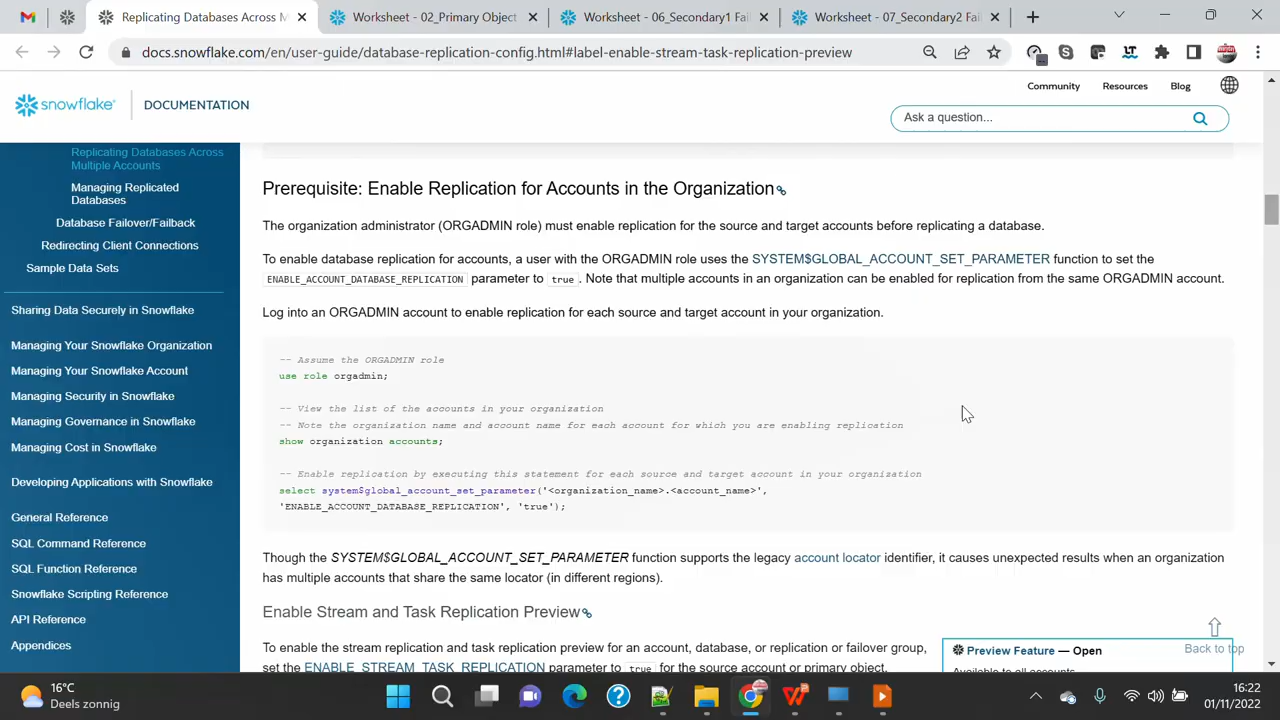 Replicating Databases Across M
Worksheet - 02_Primary Object
Worksheet - 06_Secondary1 Fai
Worksheet - 07_Secondary2 Fail
docs.snowflake.com/en/user-guide/database-replication-config.html#label-enable-stream-task-replication-preview
snowflake
DOCUMENTATION
Community
Resources
Blog
Ask a question...
Replicating Databases Across
Multiple Accounts
Managing Replicated
Databases
Database Failover/Failback
Redirecting Client Connections
Sample Data Sets
Sharing Data Securely in Snowflake
Managing Your Snowflake Organization
Managing Your Snowflake Account
Managing Security in Snowflake
Managing Governance in Snowflake
Managing Cost in Snowflake
Developing Applications with Snowflake
General Reference
SQL Command Reference
SQL Function Reference
Snowflake Scripting Reference
API Reference
Appendices
Prerequisite: Enable Replication for Accounts in the Organization
The organization administrator (ORGADMIN role) must enable replication for the source and target accounts before replicating a database.
To enable database replication for accounts, a user with the ORGADMIN role uses the SYSTEM$GLOBAL_ACCOUNT_SET_PARAMETER function to set the
ENABLE_ACCOUNT_DATABASE_REPLICATION parameter to true. Note that multiple accounts in an organization can be enabled for replication from the same ORGADMIN account.
Log into an ORGADMIN account to enable replication for each source and target account in your organization.
-- Assume the ORGADMIN role
use role orgadmin;
-- View the list of the accounts in your organization
-- Note the organization name and account name for each account for which you are enabling replication
show organization accounts;
-- Enable replication by executing this statement for each source and target account in your organization
select system$global_account_set_parameter('<organization_name>.<account_name>',
'ENABLE_ACCOUNT_DATABASE_REPLICATION', 'true');
Though the SYSTEM$GLOBAL_ACCOUNT_SET_PARAMETER function supports the legacy account locator identifier, it causes unexpected results when an organization
has multiple accounts that share the same locator (in different regions).
Enable Stream and Task Replication Preview
To enable the stream replication and task replication preview for an account, database, or replication or failover group,
set the ENABLE_STREAM_TASK_REPLICATION parameter to true for the source account or primary object.
Preview Feature — Open
Available to all accounts
Back to top
16°C
Deels zonnig
16:22
01/11/2022